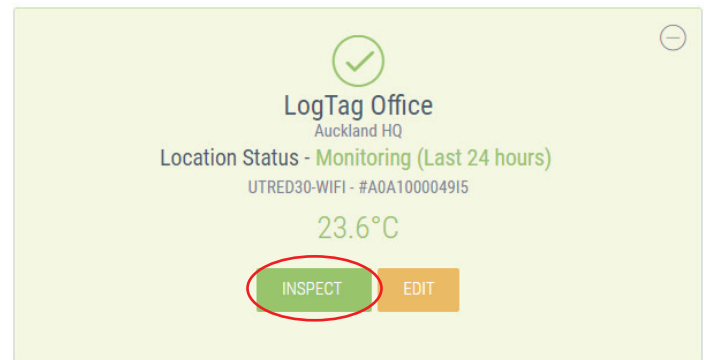 LogTag Office
Auckland HQ
Location Status - Monitoring (Last 24 hours)
UTRED30-WIFI - #A0A1000049I5
23.6°C
INSPECT EDIT